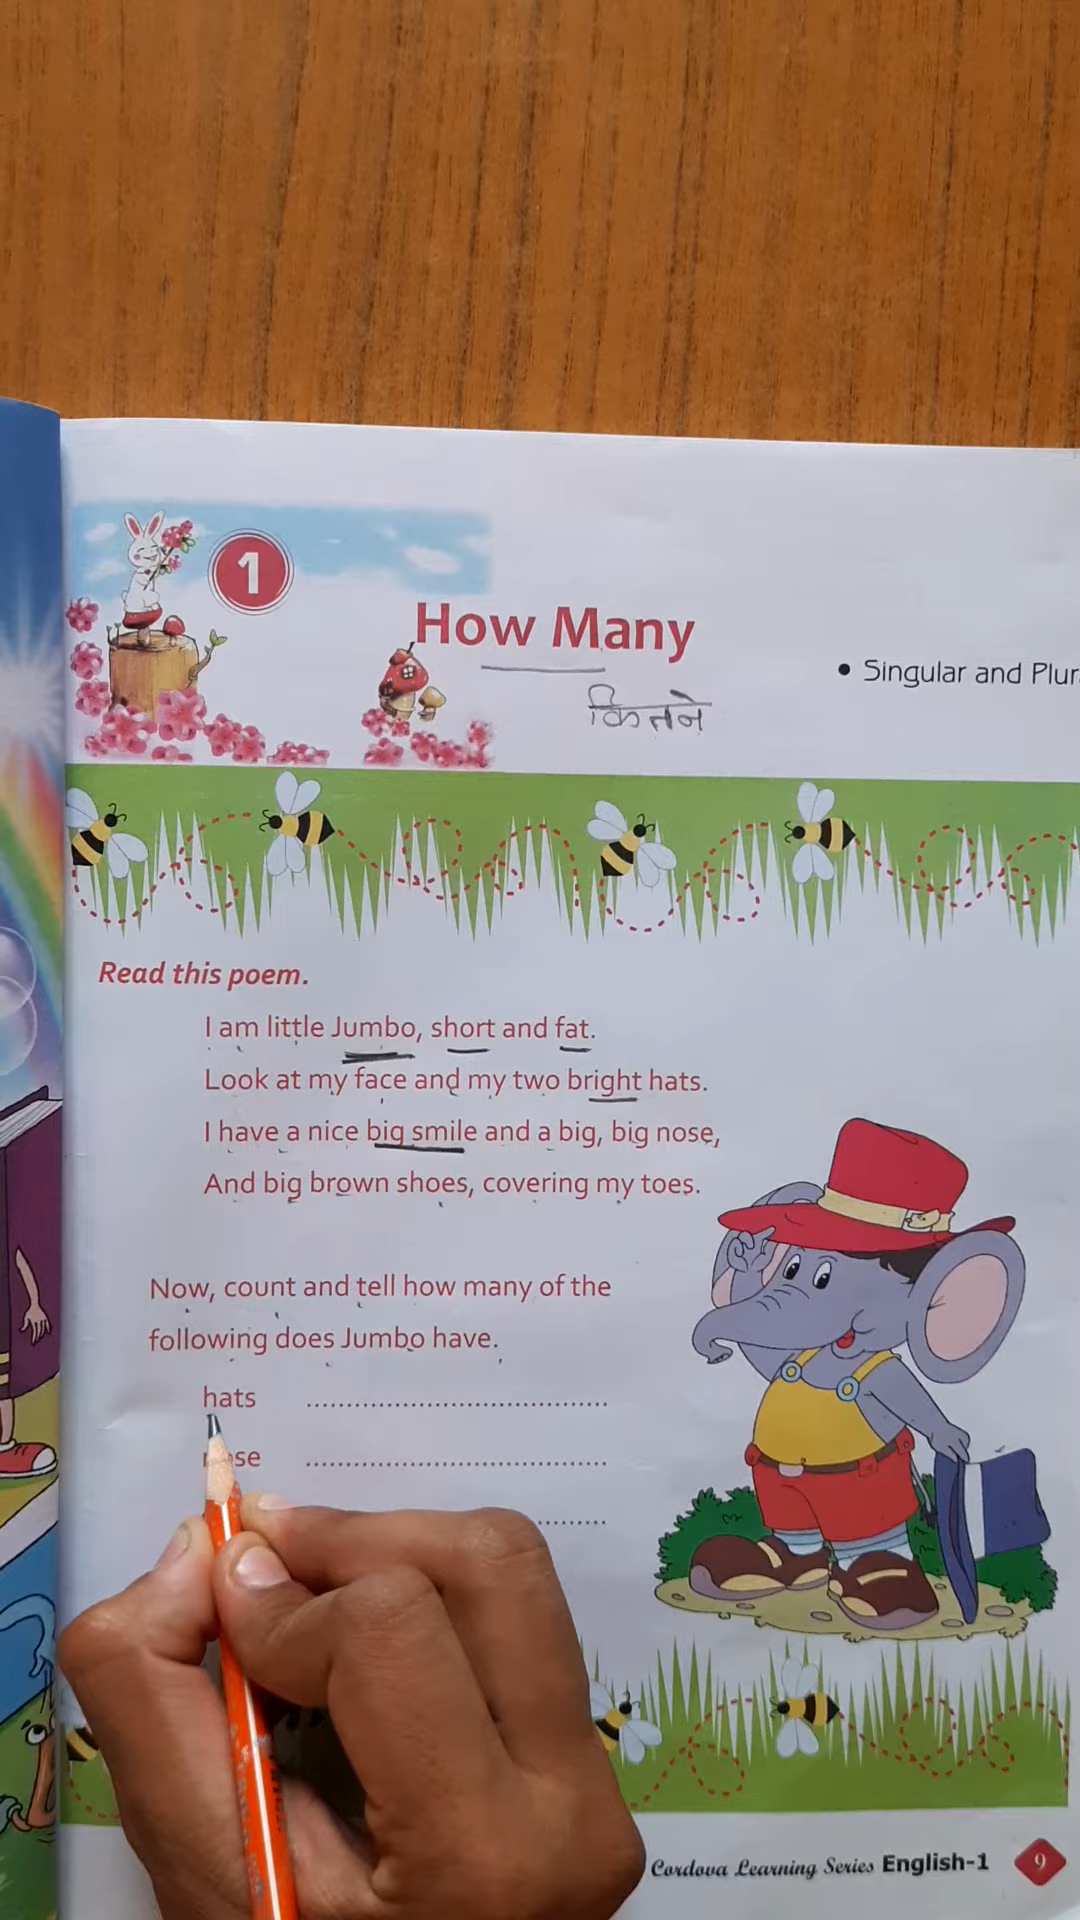 1
How Many
• Singular and Plur
कितने
Read this poem.
I am little Jumbo, short and fat.
Look at my face and my two bright hats.
I have a nice big smile and a big, big nose,
And big brown shoes, covering my toes.
Now, count and tell how many of the
following does Jumbo have.
hats ......................................
nose ......................................
Cordova Learning Series English-1 9